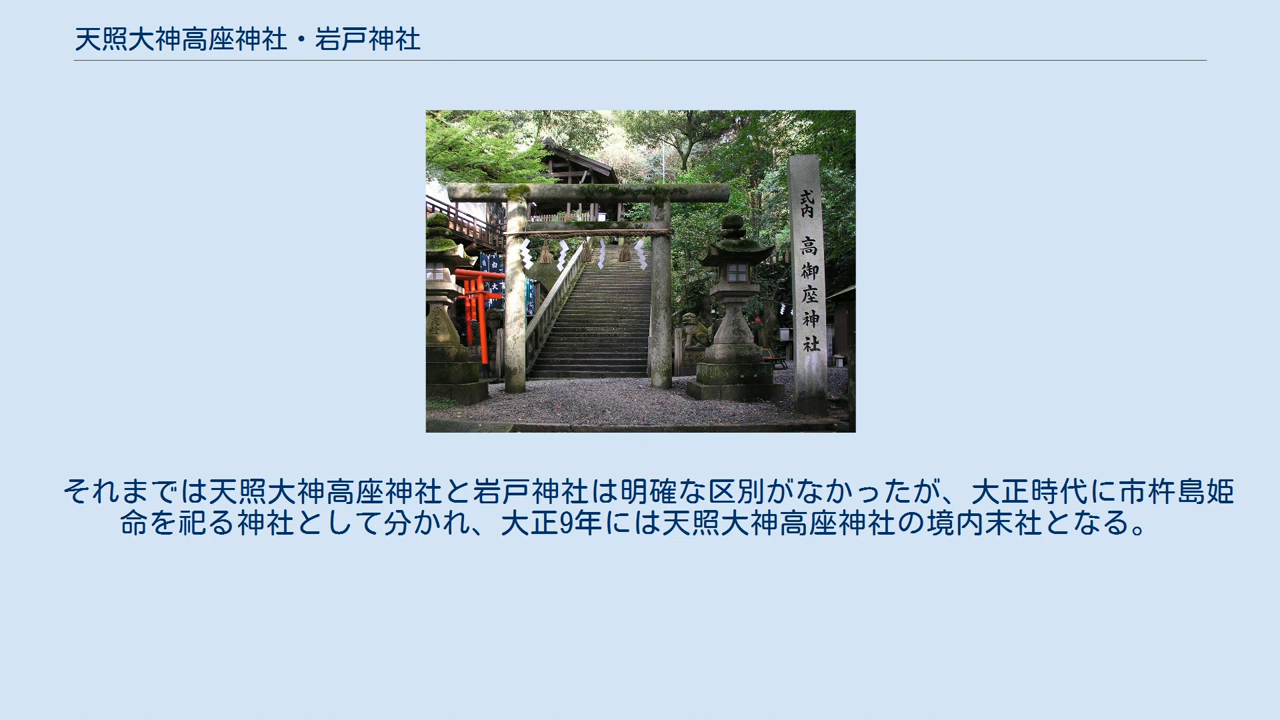 天照大神高座神社・岩戸神社
式内 高御座神社
それまでは天照大神高座神社と岩戸神社は明確な区別がなかったが、大正時代に市杵島姫
命を祀る神社として分かれ、大正9年には天照大神高座神社の境内末社となる。